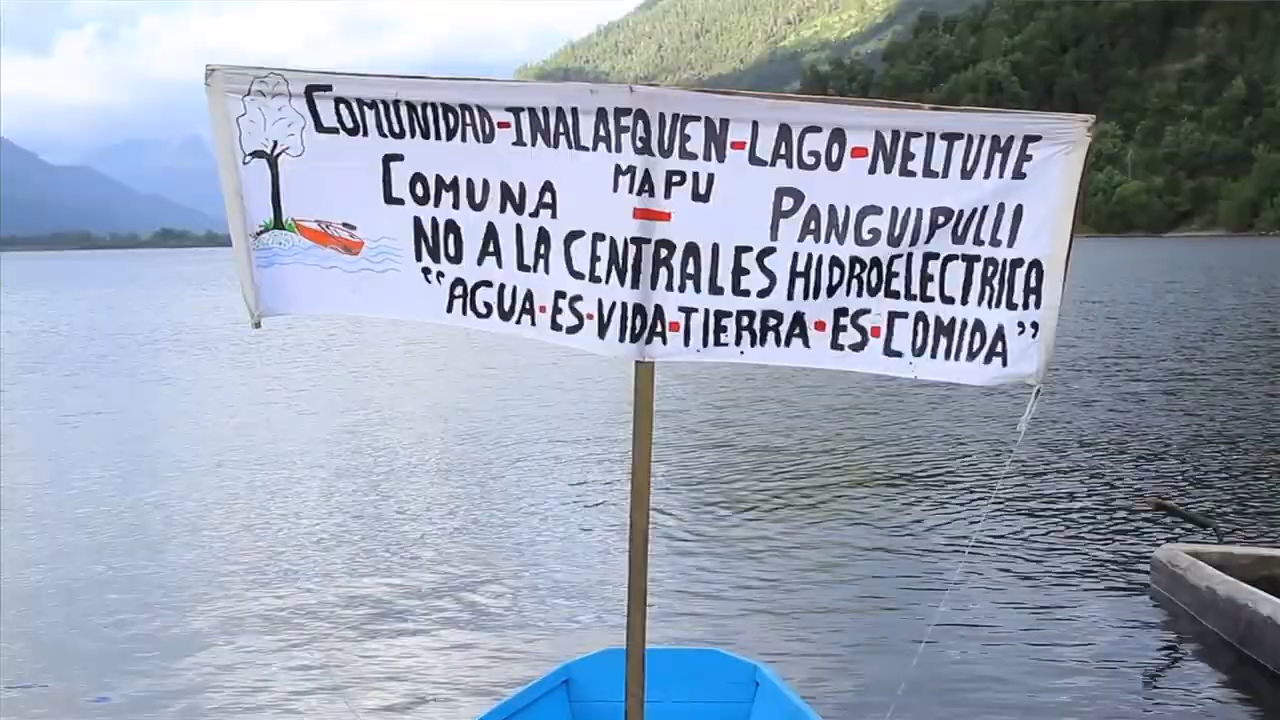 COMUNIDAD-INALAFQUEN-LAGO-NELTUME
COMUNA MAPU PANGUIPULLI
-
NO A LA CENTRALES HIDROELECTRICA
"AGUA·ES·VIDA·TIERRA·ES·COMIDA"